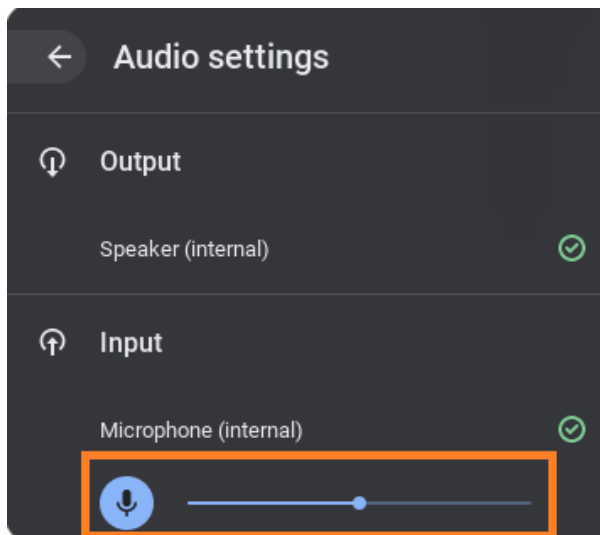 Audio settings
Output
Speaker (internal)
Input
Microphone (internal)